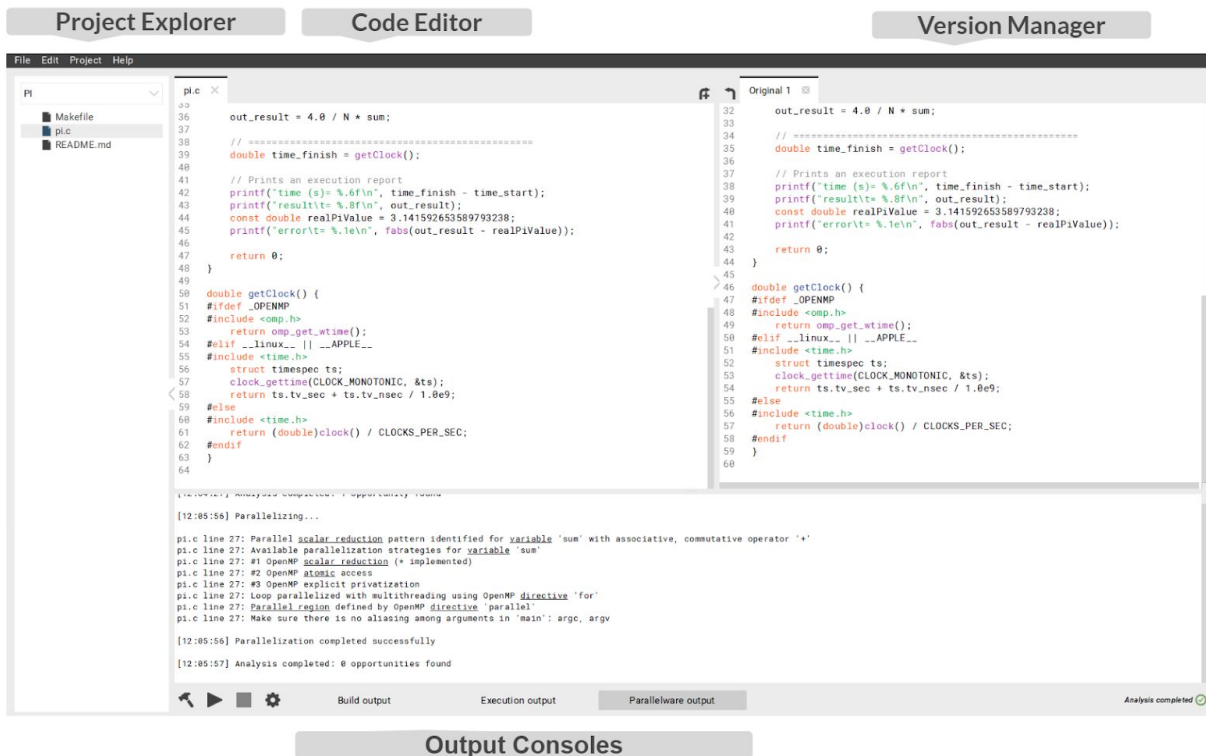 Project Explorer
Code Editor
Version Manager
File Edit Project Help
PI
Makefile
pi.c
README.md
pi.c
35
36 out_result = 4.0 / N * sum;
37
38 // ================================================
39 double time_finish = getClock();
40
41 // Prints an execution report
42 printf("time (s)= %.6f\n", time_finish - time_start);
43 printf("result\t= %.8f\n", out_result);
44 const double realPiValue = 3.141592653589793238;
45 printf("error\t= %.1e\n", fabs(out_result - realPiValue));
46
47 return 0;
48 }
49
50 double getClock() {
51 #ifdef _OPENMP
52 #include <omp.h>
53 return omp_get_wtime();
54 #elif __linux__ || __APPLE__
55 #include <time.h>
56 struct timespec ts;
57 clock_gettime(CLOCK_MONOTONIC, &ts);
58 return ts.tv_sec + ts.tv_nsec / 1.0e9;
59 #else
60 #include <time.h>
61 return (double)clock() / CLOCKS_PER_SEC;
62 #endif
63 }
64
Original 1
32 out_result = 4.0 / N * sum;
33
34 // ================================================
35 double time_finish = getClock();
36
37 // Prints an execution report
38 printf("time (s)= %.6f\n", time_finish - time_start);
39 printf("result\t= %.8f\n", out_result);
40 const double realPiValue = 3.141592653589793238;
41 printf("error\t= %.1e\n", fabs(out_result - realPiValue));
42
43 return 0;
44 }
45
46 double getClock() {
47 #ifdef _OPENMP
48 #include <omp.h>
49 return omp_get_wtime();
50 #elif __linux__ || __APPLE__
51 #include <time.h>
52 struct timespec ts;
53 clock_gettime(CLOCK_MONOTONIC, &ts);
54 return ts.tv_sec + ts.tv_nsec / 1.0e9;
55 #else
56 #include <time.h>
57 return (double)clock() / CLOCKS_PER_SEC;
58 #endif
59 }
60
Analysis completed: 1 opportunity found
[12:05:56] Parallelizing...
pi.c line 27: Parallel scalar reduction pattern identified for variable 'sum' with associative, commutative operator '+'
pi.c line 27: Available parallelization strategies for variable 'sum'
pi.c line 27: #1 OpenMP scalar reduction (* implemented)
pi.c line 27: #2 OpenMP atomic access
pi.c line 27: #3 OpenMP explicit privatization
pi.c line 27: Loop parallelized with multithreading using OpenMP directive 'for'
pi.c line 27: Parallel region defined by OpenMP directive 'parallel'
pi.c line 27: Make sure there is no aliasing among arguments in 'main': argc, argv
[12:05:56] Parallelization completed successfully
[12:05:57] Analysis completed: 0 opportunities found
Build output
Execution output
Parallelware output
Analysis completed
Output Consoles